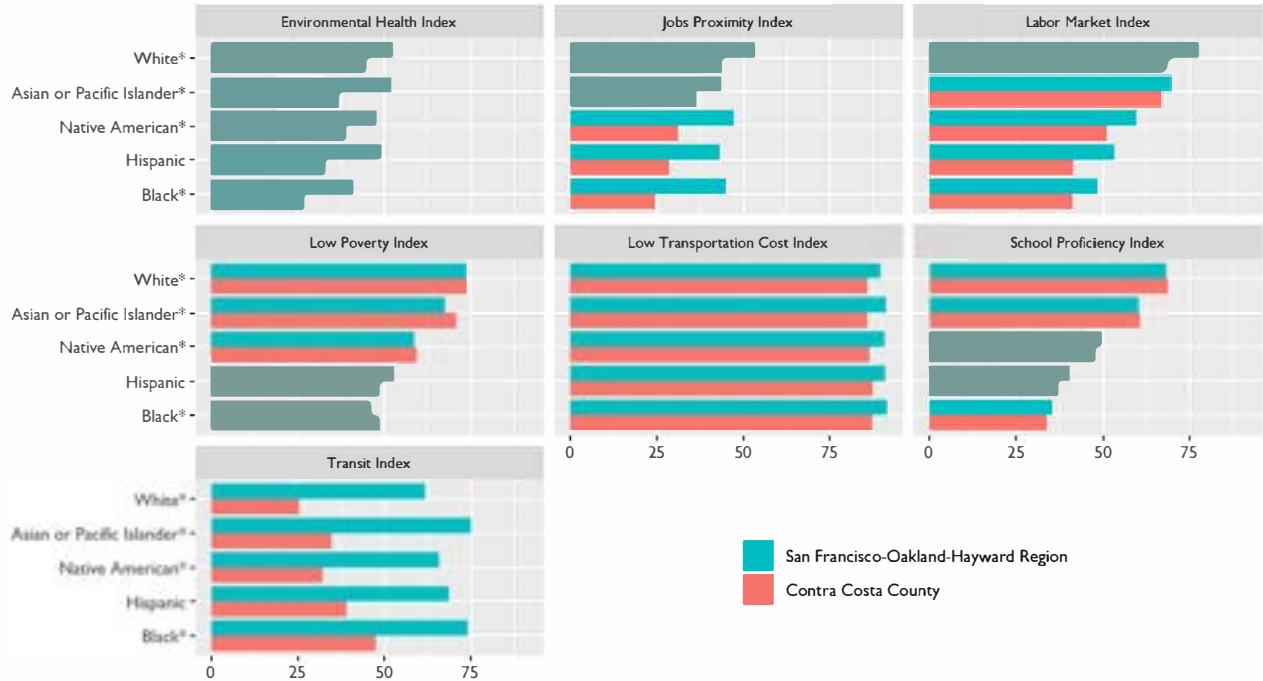 Environmental Health Index
Jobs Proximity Index
Labor Market Index
White*
Asian or Pacific Islander*
Native American*
Hispanic
Black*
Low Poverty Index
Low Transportation Cost Index
School Proficiency Index
White*
Asian or Pacific Islander*
Native American*
Hispanic
Black*
0 25 50 75
0 25 50 75
Transit Index
White*
Asian or Pacific Islander*
Native American*
Hispanic
Black*
0 25 50 75
San Francisco-Oakland-Hayward Region
Contra Costa County